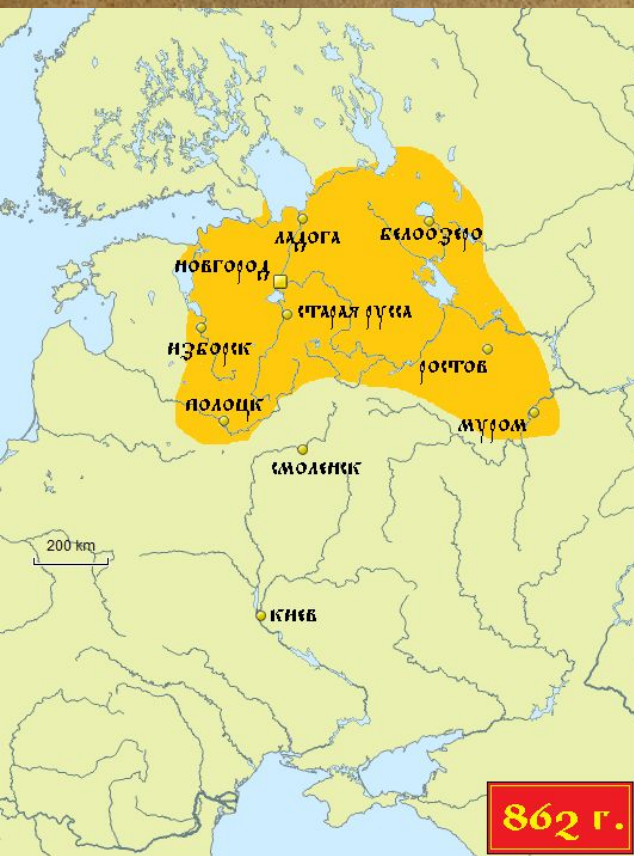 ЛАДОГА
БЕЛООЗЕРО
НОВГОРОД
СТАРАЯ РУССА
ИЗБОРСК
РОСТОВ
ПОЛОЦК
МУРОМ
СМОЛЕНСК
200 km
КИЕВ
862 г.